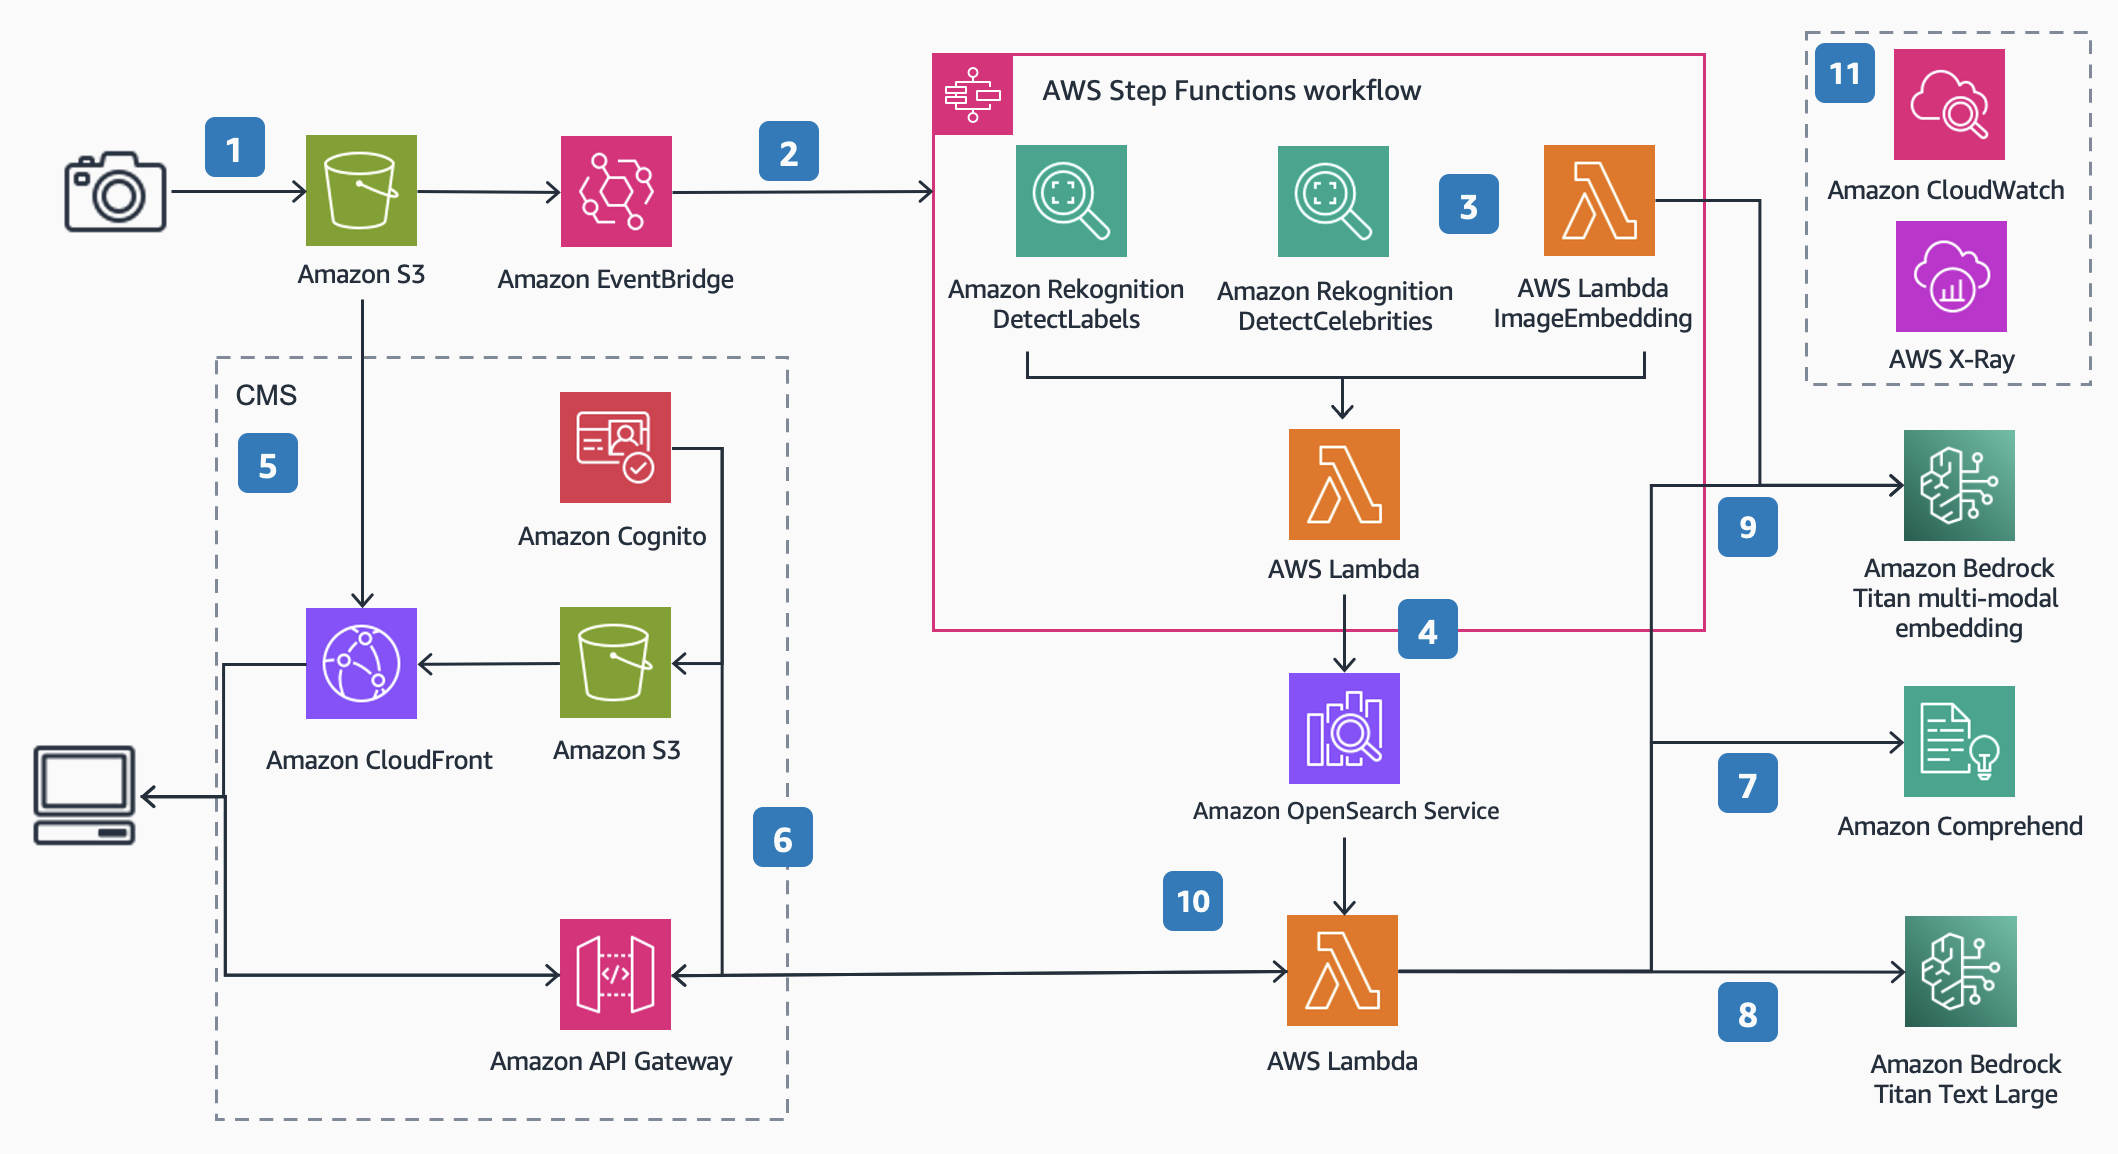 1
2
AWS Step Functions workflow
11
Amazon CloudWatch
Amazon S3
Amazon EventBridge
Amazon Rekognition
DetectLabels
Amazon Rekognition
DetectCelebrities
3
AWS Lambda
ImageEmbedding
AWS X-Ray
CMS
5
Amazon Cognito
AWS Lambda
9
Amazon Bedrock
Titan multi-modal
embedding
4
Amazon CloudFront
Amazon S3
Amazon OpenSearch Service
7
Amazon Comprehend
6
10
8
Amazon API Gateway
AWS Lambda
Amazon Bedrock
Titan Text Large